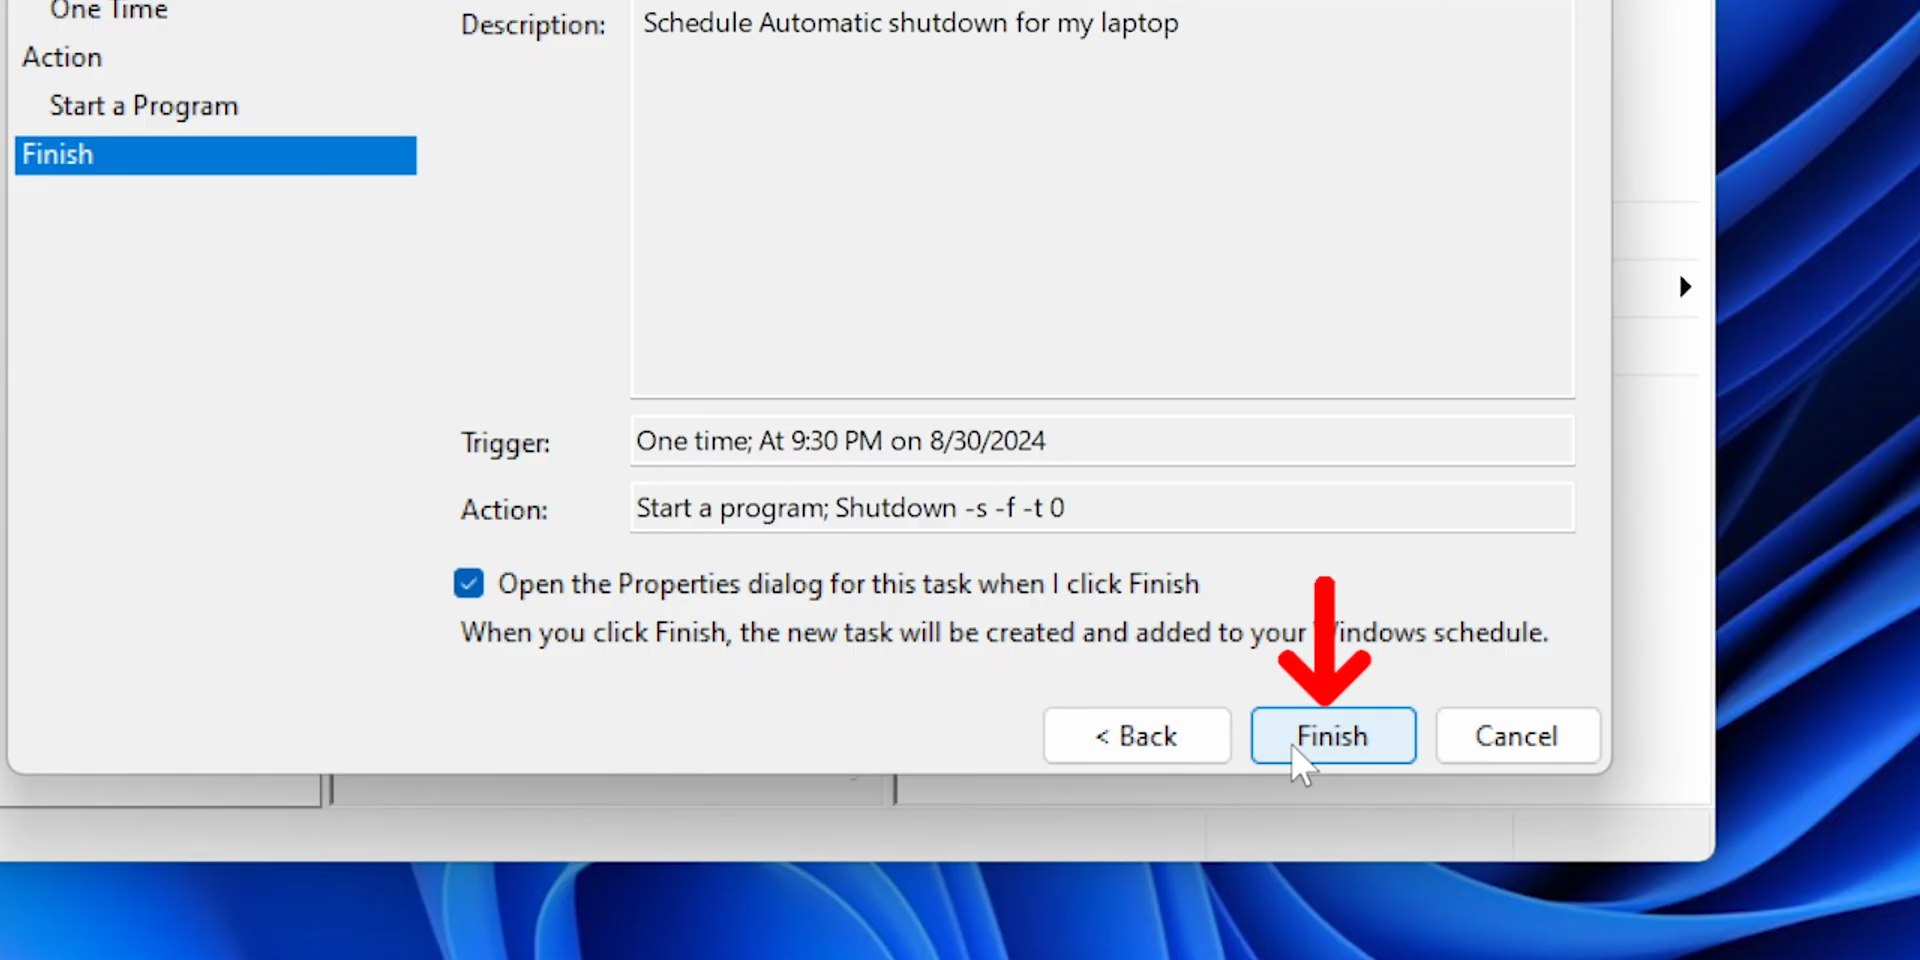 One Time
Description: Schedule Automatic shutdown for my laptop
Action
Start a Program
Finish
Trigger: One time; At 9:30 PM on 8/30/2024
Action: Start a program; Shutdown -s -f -t 0
Open the Properties dialog for this task when I click Finish
When you click Finish, the new task will be created and added to your Windows schedule.
< Back Finish Cancel